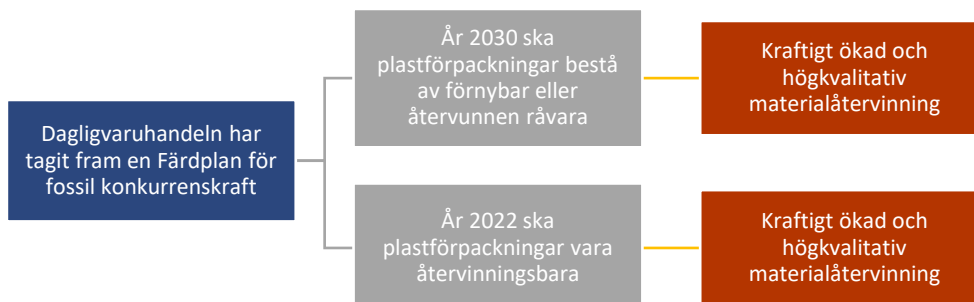 Dagligvaruhandeln har
tagit fram en Färdplan för
fossil konkurrenskraft
År 2030 ska
plastförpackningar bestå
av förnybar eller
återvunnen råvara
Kraftigt ökad och
högkvalitativ
materialåtervinning
År 2022 ska
plastförpackningar vara
återvinningsbara
Kraftigt ökad och
högkvalitativ
materialåtervinning